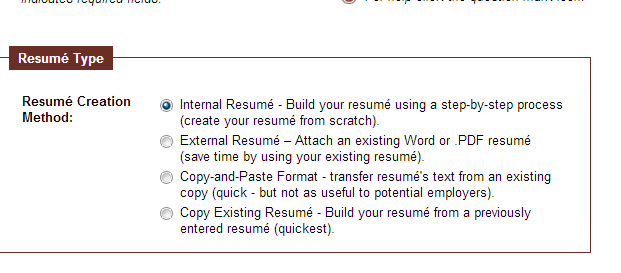 indicates required fields.
For help click the question mark icon.
Resumé Type
Resumé Creation
Method:
Internal Resumé - Build your resumé using a step-by-step process
(create your resumé from scratch).
External Resumé – Attach an existing Word or .PDF resumé
(save time by using your existing resumé).
Copy-and-Paste Format - transfer resumé's text from an existing
copy (quick - but not as useful to potential employers).
Copy Existing Resumé - Build your resumé from a previously
entered resumé (quickest).